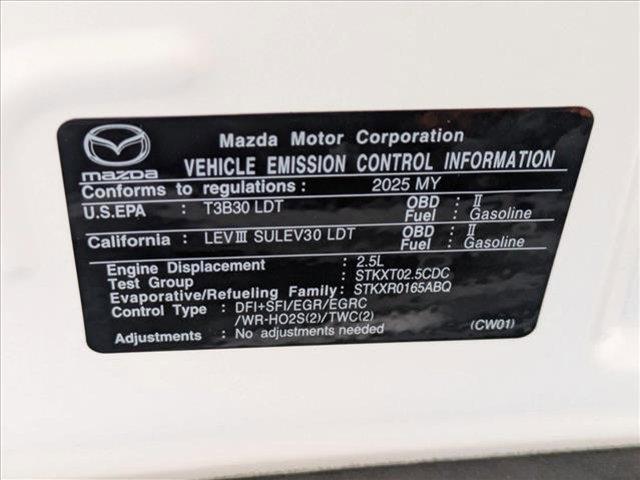 Mazda Motor Corporation
mazda
VEHICLE EMISSION CONTROL INFORMATION
Conforms to regulations : 2025 MY
U.S.EPA : T3B30 LDT OBD : II
Fuel : Gasoline
California : LEVIII SULEV30 LDT OBD : II
Fuel : Gasoline
Engine Displacement : 2.5L
Test Group : STKXT02.5CDC
Evaporative/Refueling Family: STKXR0165ABQ
Control Type : DFI+SFI/EGR/EGRC
/WR-HO2S(2)/TWC(2)
Adjustments : No adjustments needed
(CW01)